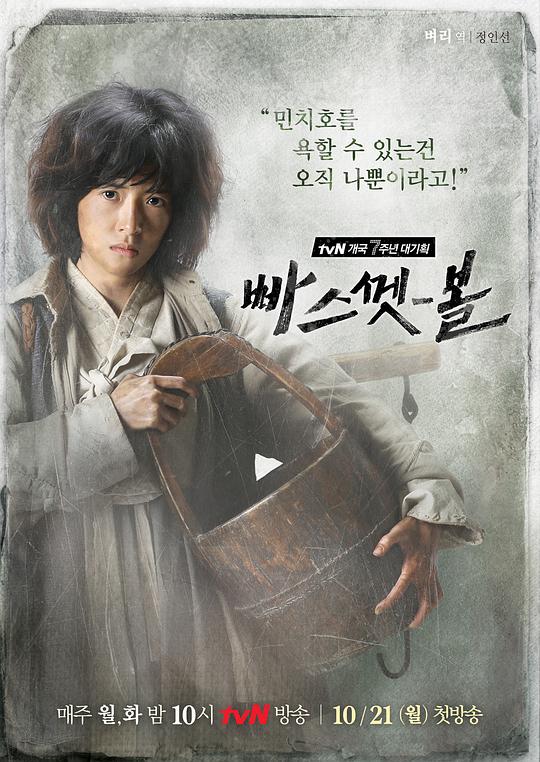 벼리 역 | 정인선
“민치호를
욕할 수 있는건
오직 나뿐이라고!”
tvN 개국 7주년 대기획
빠스껫-볼
매주 월,화 밤 10시 tvN 방송 | 10/21 (월) 첫방송